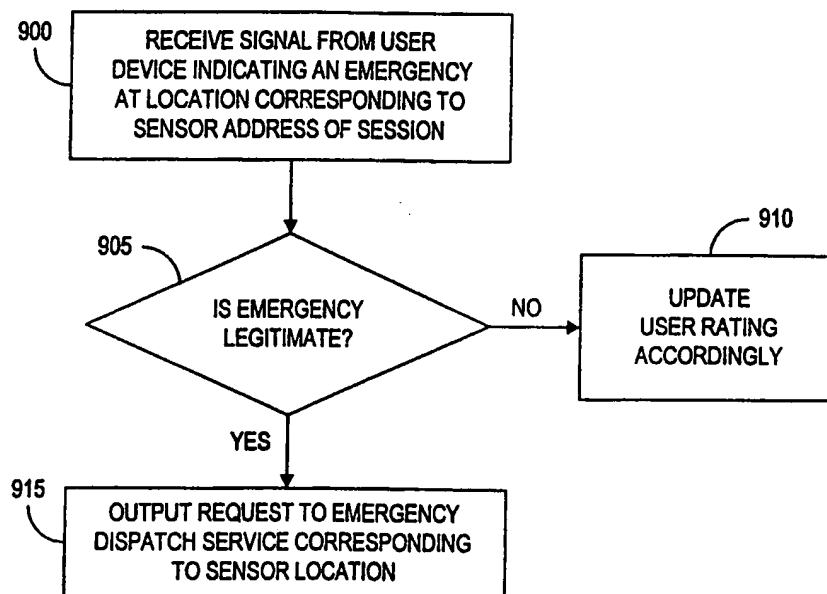 900
RECEIVE SIGNAL FROM USER
DEVICE INDICATING AN EMERGENCY
AT LOCATION CORRESPONDING TO
SENSOR ADDRESS OF SESSION
905
IS EMERGENCY
LEGITIMATE?
NO
910
UPDATE
USER RATING
ACCORDINGLY
YES
915
OUTPUT REQUEST TO EMERGENCY
DISPATCH SERVICE CORRESPONDING
TO SENSOR LOCATION